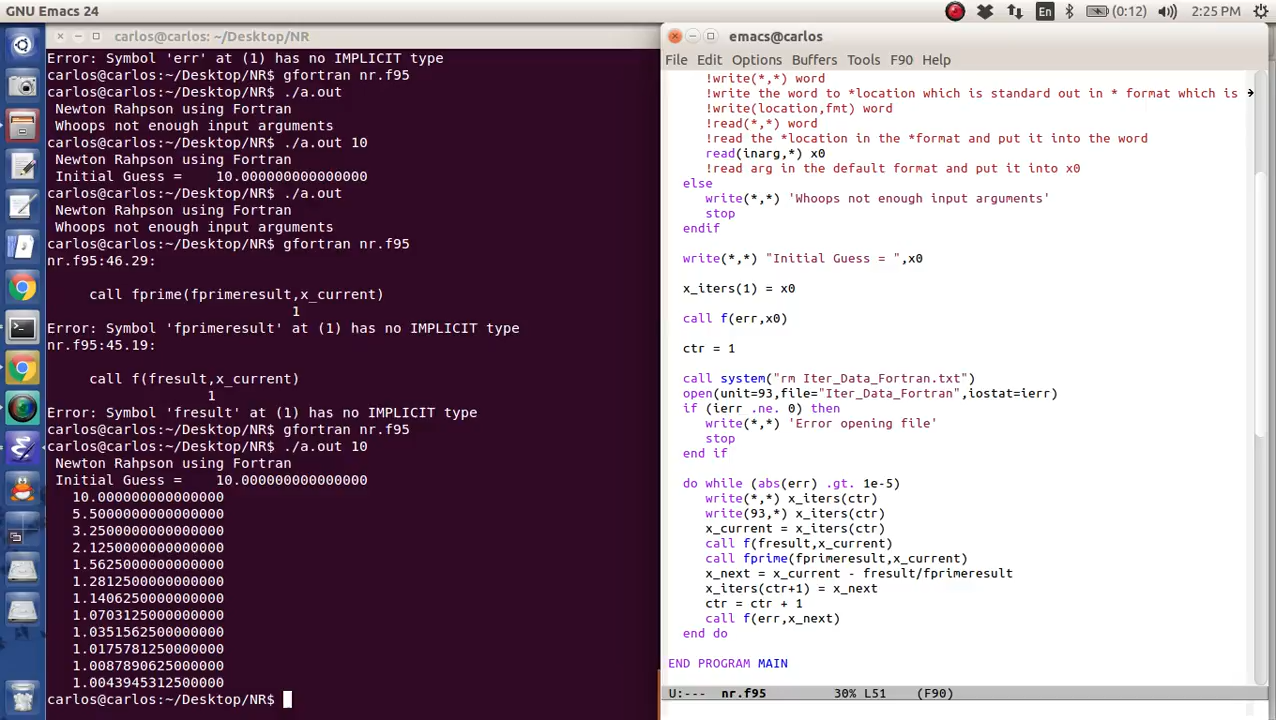 GNU Emacs 24
En
(0:12)
2:25 PM
carlos@carlos: ~/Desktop/NR
Error: Symbol 'err' at (1) has no IMPLICIT type
carlos@carlos:~/Desktop/NR$ gfortran nr.f95
carlos@carlos:~/Desktop/NR$ ./a.out
Newton Rahpson using Fortran
Whoops not enough input arguments
carlos@carlos:~/Desktop/NR$ ./a.out 10
Newton Rahpson using Fortran
Initial Guess =    10.000000000000000
carlos@carlos:~/Desktop/NR$ ./a.out
Newton Rahpson using Fortran
Whoops not enough input arguments
carlos@carlos:~/Desktop/NR$ gfortran nr.f95
nr.f95:46.29:
call fprime(fprimeresult,x_current)
1
Error: Symbol 'fprimeresult' at (1) has no IMPLICIT type
nr.f95:45.19:
call f(fresult,x_current)
1
Error: Symbol 'fresult' at (1) has no IMPLICIT type
carlos@carlos:~/Desktop/NR$ gfortran nr.f95
carlos@carlos:~/Desktop/NR$ ./a.out 10
Newton Rahpson using Fortran
Initial Guess =    10.000000000000000
10.000000000000000
5.5000000000000000
3.2500000000000000
2.1250000000000000
1.5625000000000000
1.2812500000000000
1.1406250000000000
1.0703125000000000
1.0351562500000000
1.0175781250000000
1.0087890625000000
1.0043945312500000
carlos@carlos:~/Desktop/NR$
emacs@carlos
File Edit Options Buffers Tools F90 Help
!write(*,*) word
!write the word to *location which is standard out in * format which is
!write(location,fmt) word
!read(*,*) word
!read the *location in the *format and put it into the word
read(inarg,*) x0
!read arg in the default format and put it into x0
else
write(*,*) 'Whoops not enough input arguments'
stop
endif
write(*,*) "Initial Guess = ",x0
x_iters(1) = x0
call f(err,x0)
ctr = 1
call system("rm Iter_Data_Fortran.txt")
open(unit=93,file="Iter_Data_Fortran",iostat=ierr)
if (ierr .ne. 0) then
write(*,*) 'Error opening file'
stop
end if
do while (abs(err) .gt. 1e-5)
write(*,*) x_iters(ctr)
write(93,*) x_iters(ctr)
x_current = x_iters(ctr)
call f(fresult,x_current)
call fprime(fprimeresult,x_current)
x_next = x_current - fresult/fprimeresult
x_iters(ctr+1) = x_next
ctr = ctr + 1
call f(err,x_next)
end do
END PROGRAM MAIN
U:--- nr.f95 30% L51 (F90)